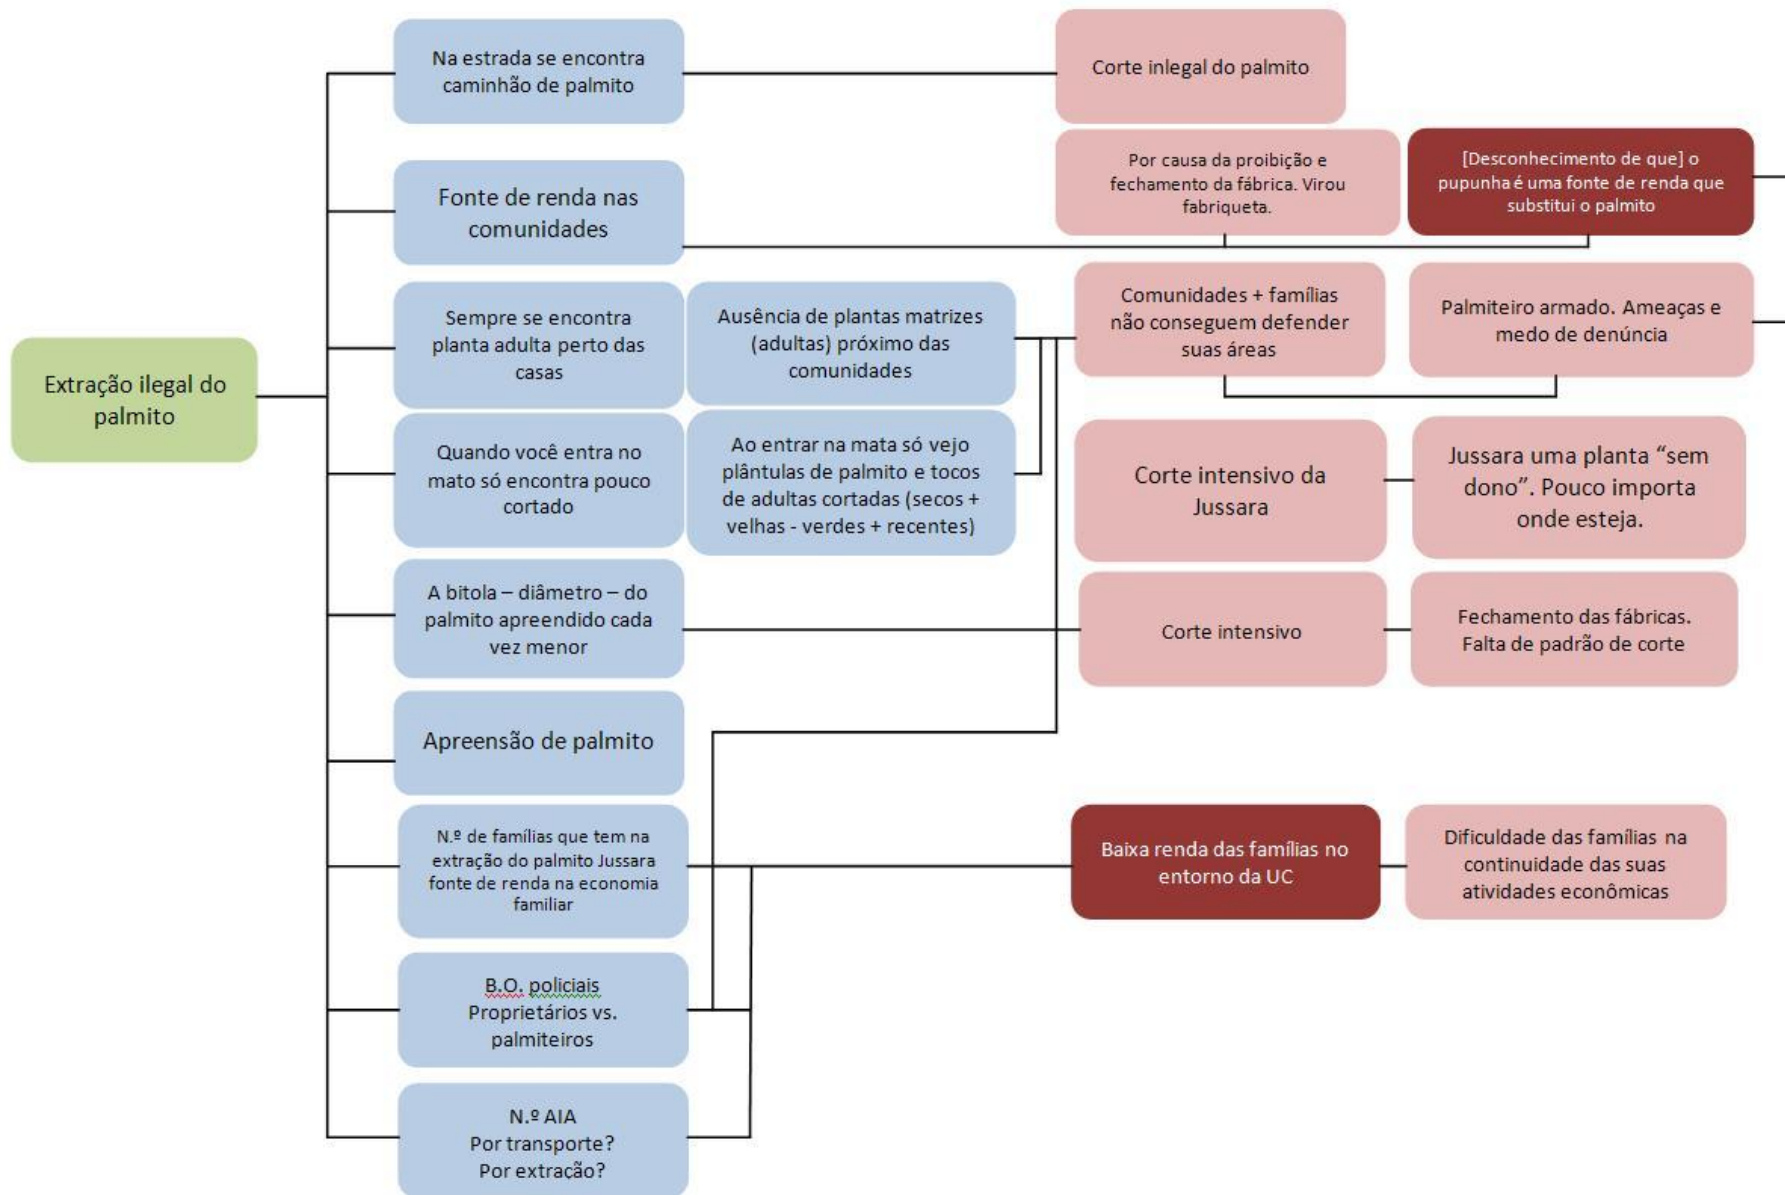 Na estrada se encontra
caminhão de palmito
Corte inlegal do palmito
Por causa da proibição e
fechamento da fábrica. Virou
fabriqueta.
[Desconhecimento de que] o
pupunha é uma fonte de renda que
substitui o palmito
Fonte de renda nas
comunidades
Sempre se encontra
planta adulta perto das
casas
Ausência de plantas matrizes
(adultas) próximo das
comunidades
Comunidades + famílias
não conseguem defender
suas áreas
Palmiteiro armado. Ameaças e
medo de denúncia
Extração ilegal do
palmito
Quando você entra no
mato só encontra pouco
cortado
Ao entrar na mata só vejo
plântulas de palmito e tocos
de adultas cortadas (secos +
velhas - verdes + recentes)
Corte intensivo da
Jussara
Jussara uma planta “sem
dono”. Pouco importa
onde esteja.
A bitola – diâmetro – do
palmito apreendido cada
vez menor
Corte intensivo
Fechamento das fábricas.
Falta de padrão de corte
Apreensão de palmito
N.º de famílias que tem na
extração do palmito Jussara
fonte de renda na economia
familiar
Baixa renda das famílias no
entorno da UC
Dificuldade das famílias na
continuidade das suas
atividades econômicas
B.O. policiais
Proprietários vs.
palmiteiros
N.º AIA
Por transporte?
Por extração?